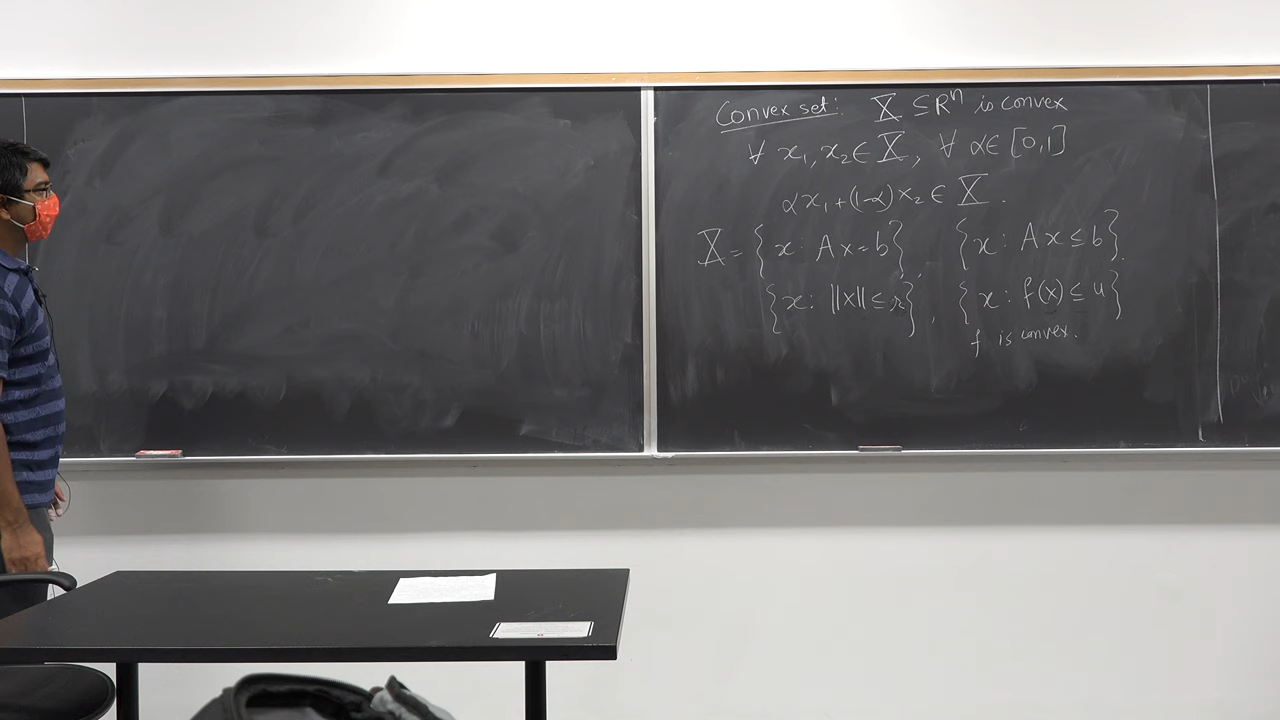 Convex set: X ⊆ Rⁿ is convex
∀ x₁, x₂ ∈ X, ∀ α ∈ [0,1]
αx₁ + (1-α) x₂ ∈ X.
X = {x: Ax = b}, {x: Ax ≤ b}.
{x: ||x|| ≤ r}, {x: f(x) ≤ u}
f is convex.